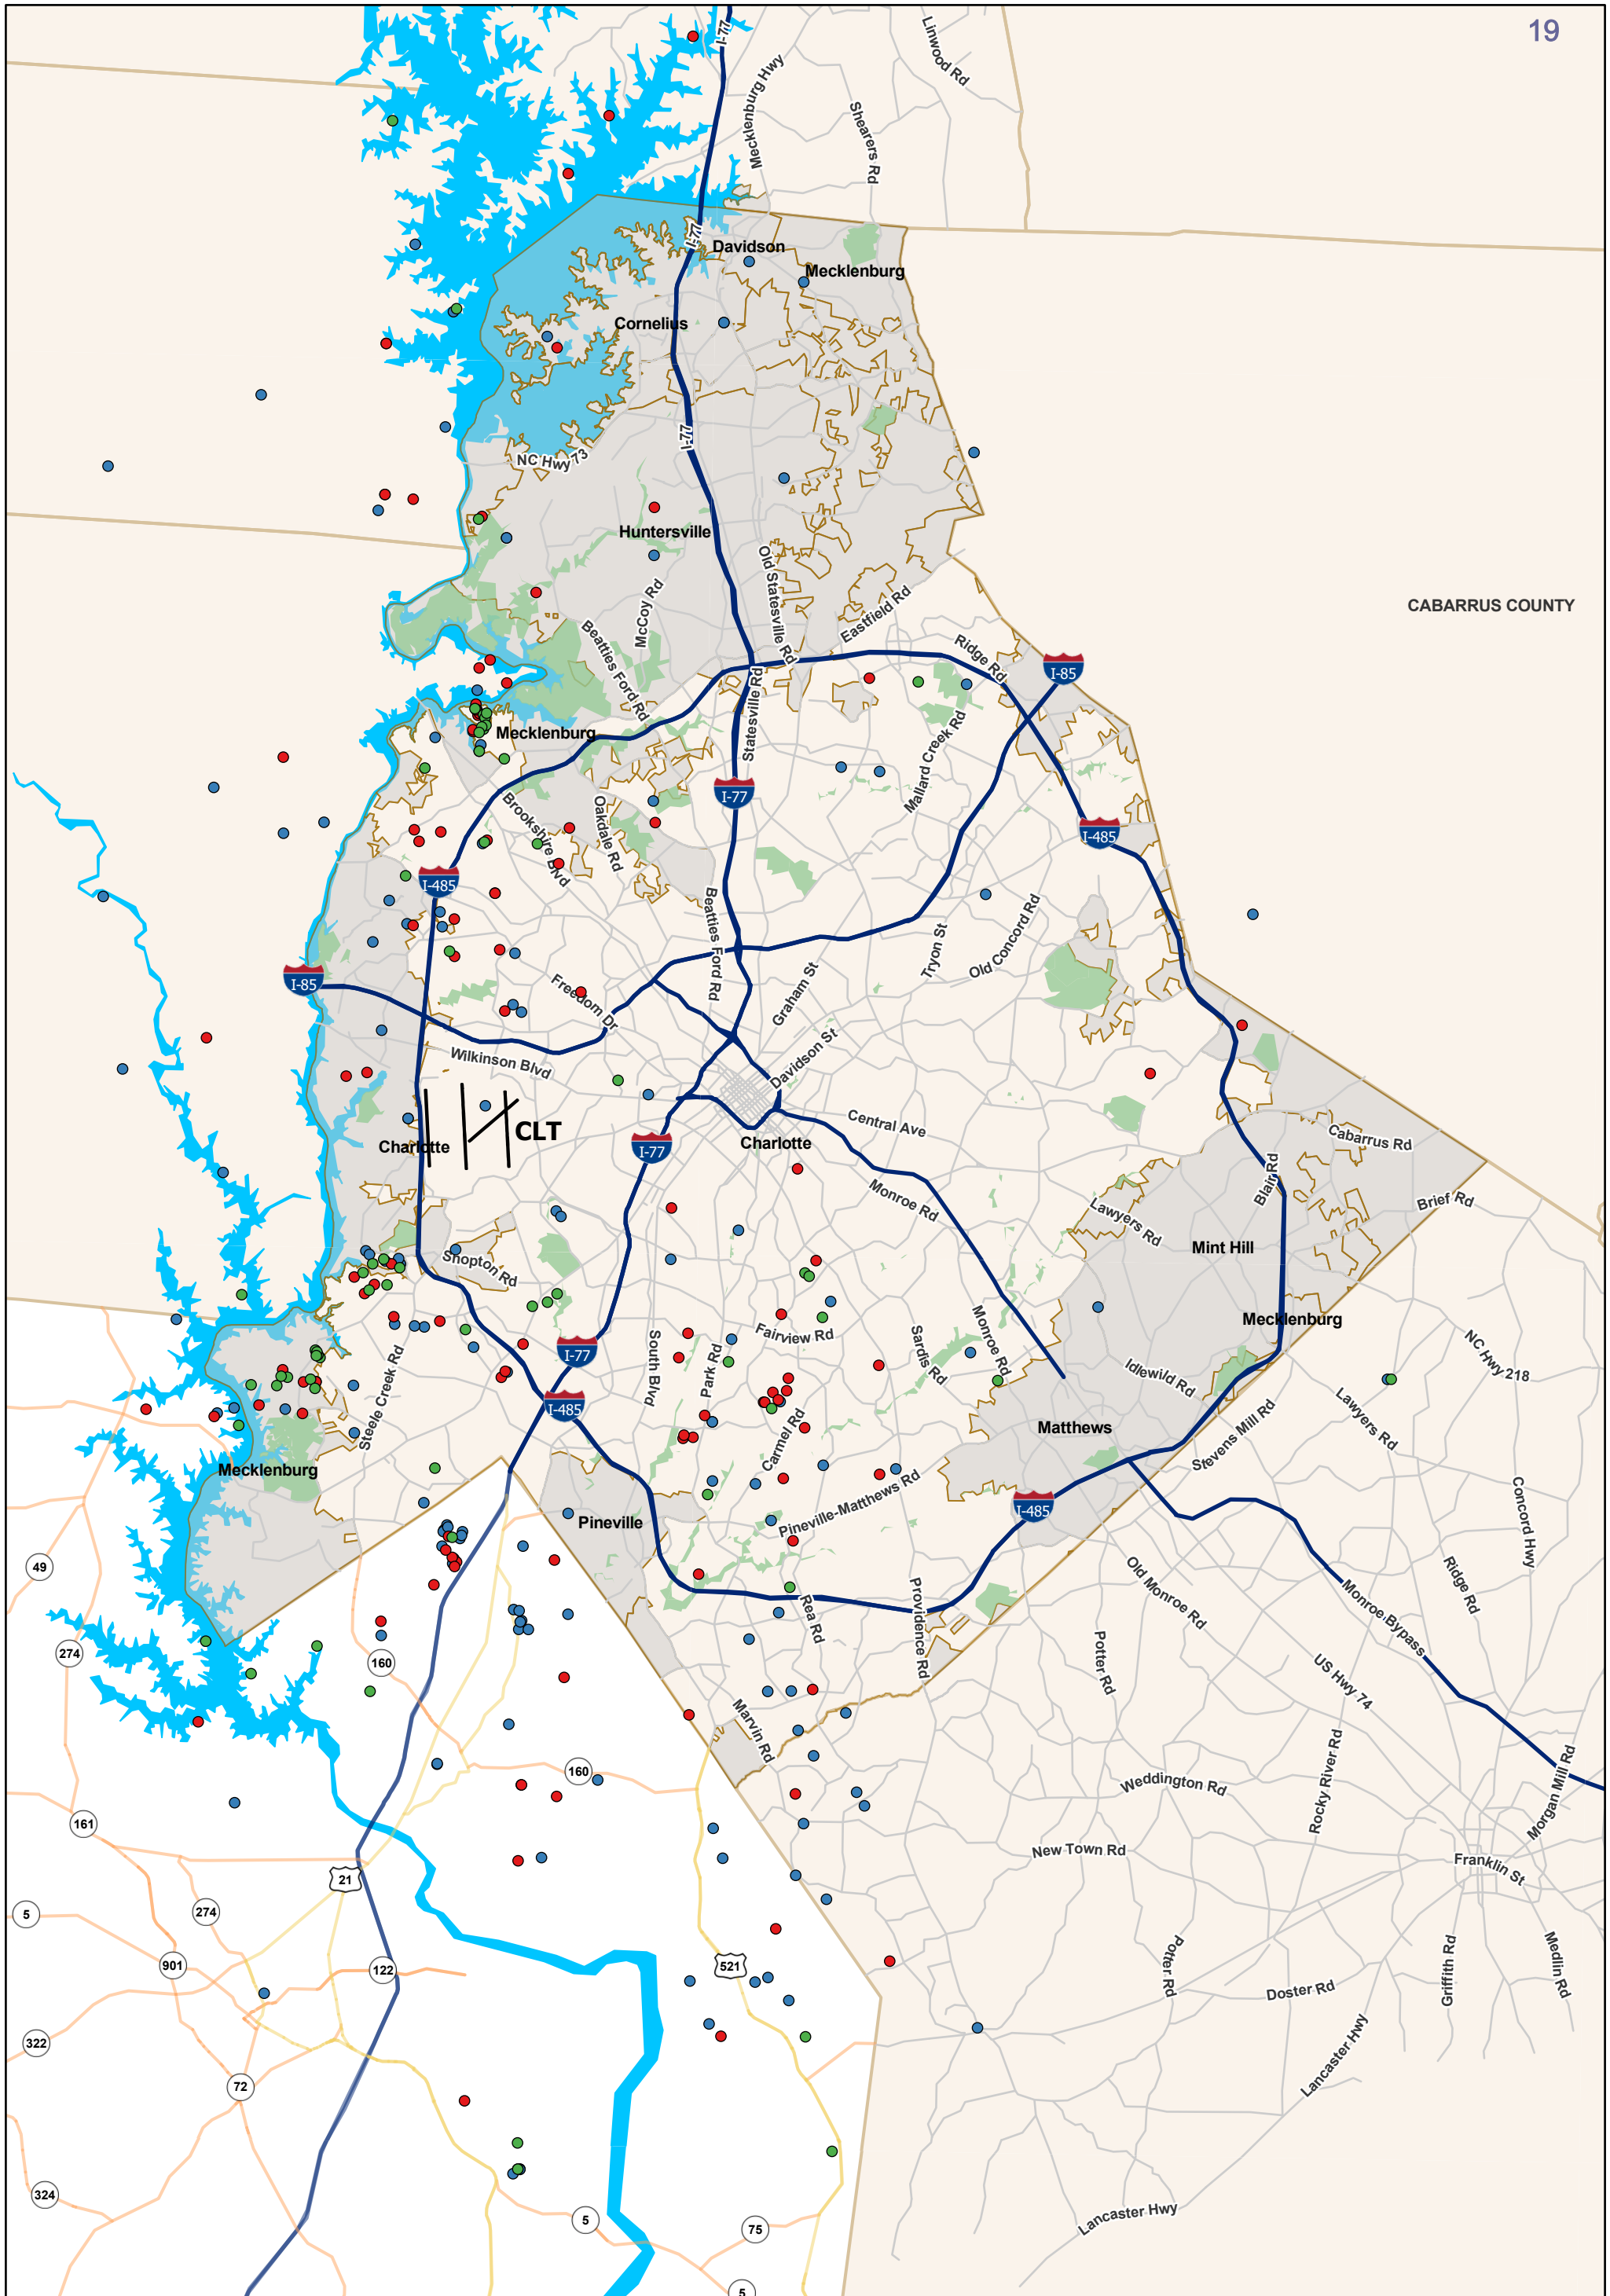 19
I-77
Linwood Rd
Mecklenburg Hwy
Shearers Rd
I-77
Davidson
Mecklenburg
Cornelius
I-77
NC Hwy 73
Huntersville
Old Statesville Rd
McCoy Rd
Eastfield Rd
CABARRUS COUNTY
Beatties Ford Rd
Ridge Rd
I-85
Statesville Rd
Mecklenburg
Mallard Creek Rd
I-77
Brookshire Blvd
Oakdale Rd
I-485
I-485
Beatties Ford Rd
Tryon St
Old Concord Rd
I-85
Freedom Dr
Graham St
Wilkinson Blvd
Davidson St
CLT
Charlotte
Charlotte
Central Ave
I-77
Cabarrus Rd
Blair Rd
Monroe Rd
Lawyers Rd
Brief Rd
Mint Hill
Shopton Rd
Mecklenburg
Fairview Rd
Monroe Rd
I-77
South Blvd
Park Rd
Sardis Rd
NC Hwy 218
Idlewild Rd
Steele Creek Rd
I-485
Lawyers Rd
Carmel Rd
Matthews
Stevens Mill Rd
Mecklenburg
Pineville-Matthews Rd
I-485
Concord Hwy
Pineville
49
Old Monroe Rd
Ridge Rd
Providence Rd
Rea Rd
Monroe Bypass
274
160
Potter Rd
US Hwy 74
Marvin Rd
160
Weddington Rd
Rocky River Rd
Morgan Mill Rd
161
New Town Rd
Franklin St
21
5
274
901
122
521
Potter Rd
Doster Rd
Griffith Rd
Medlin Rd
322
72
Lancaster Hwy
324
5
75
Lancaster Hwy
5